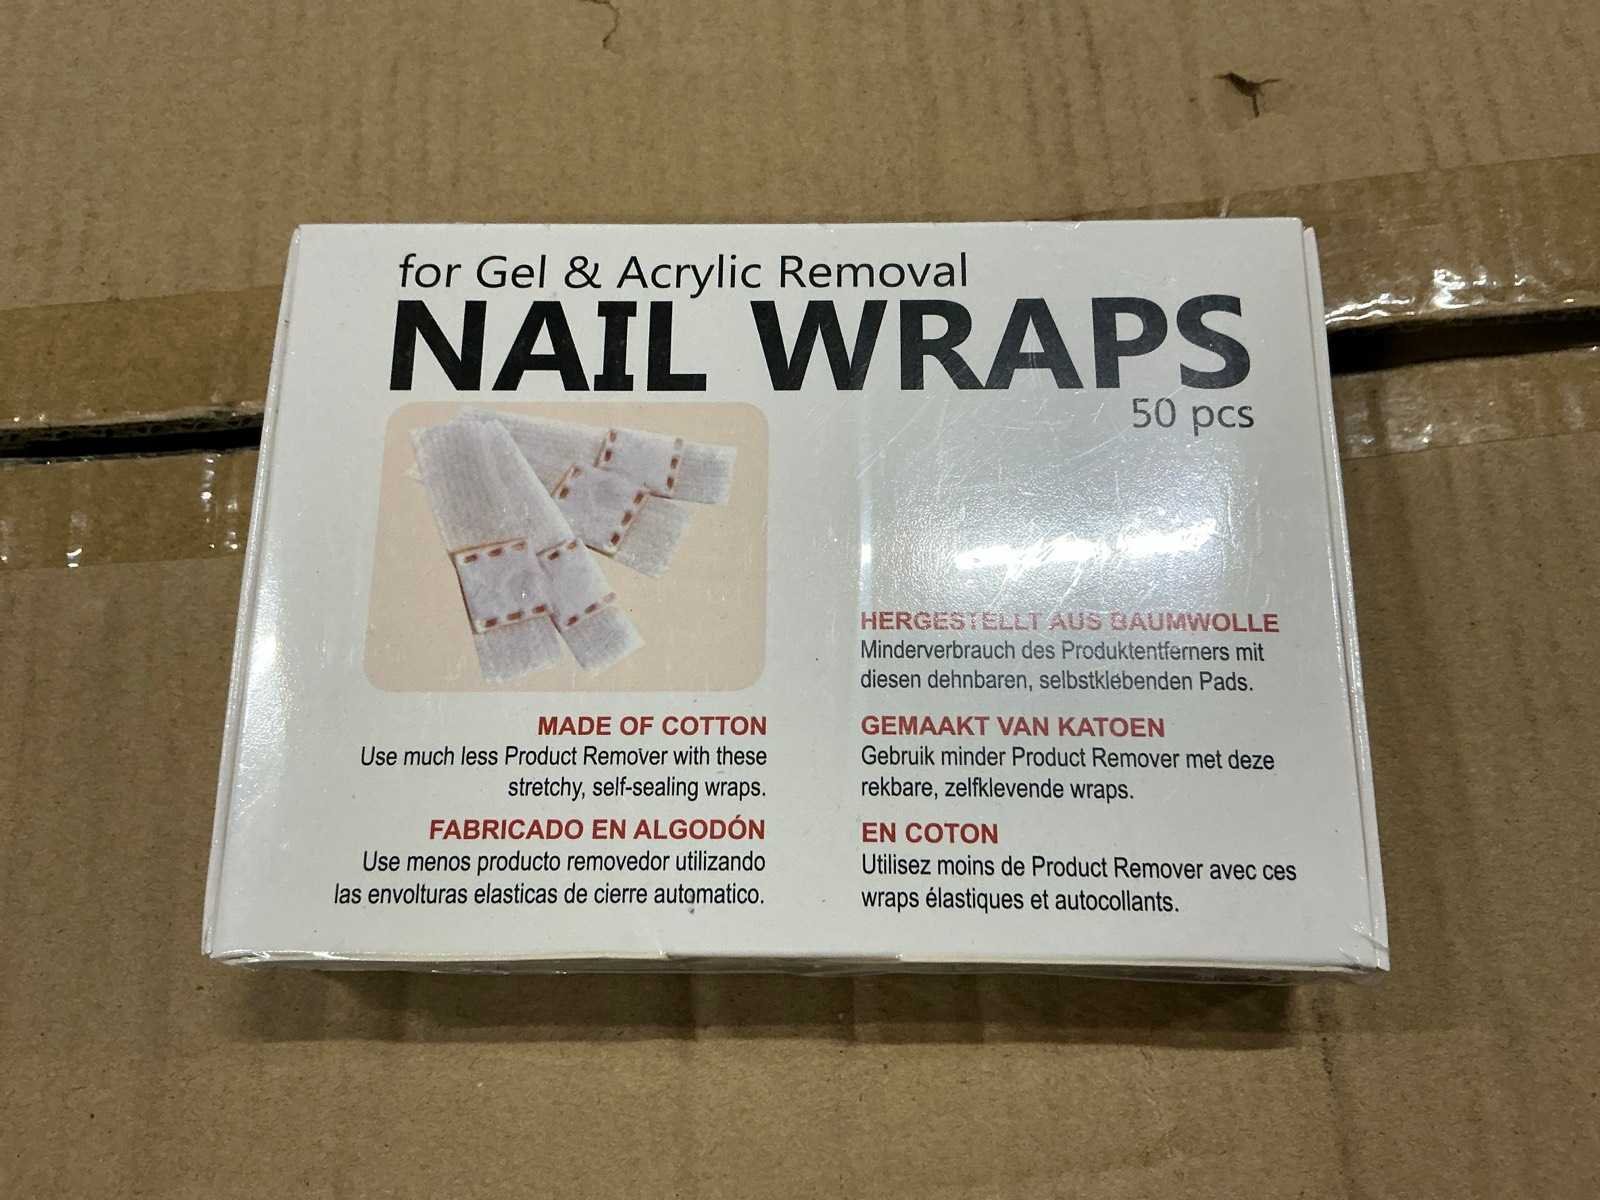 for Gel & Acrylic Removal
NAIL WRAPS
50 pcs
MADE OF COTTON
Use much less Product Remover with these
stretchy, self-sealing wraps.
FABRICADO EN ALGODÓN
Use menos producto removedor utilizando
las envolturas elasticas de cierre automatico.
HERGESTELLT AUS BAUMWOLLE
Minderverbrauch des Produktentferners mit
diesen dehnbaren, selbstklebenden Pads.
GEMAAKT VAN KATOEN
Gebruik minder Product Remover met deze
rekbare, zelfklevende wraps.
EN COTON
Utilisez moins de Product Remover avec ces
wraps élastiques et autocollants.